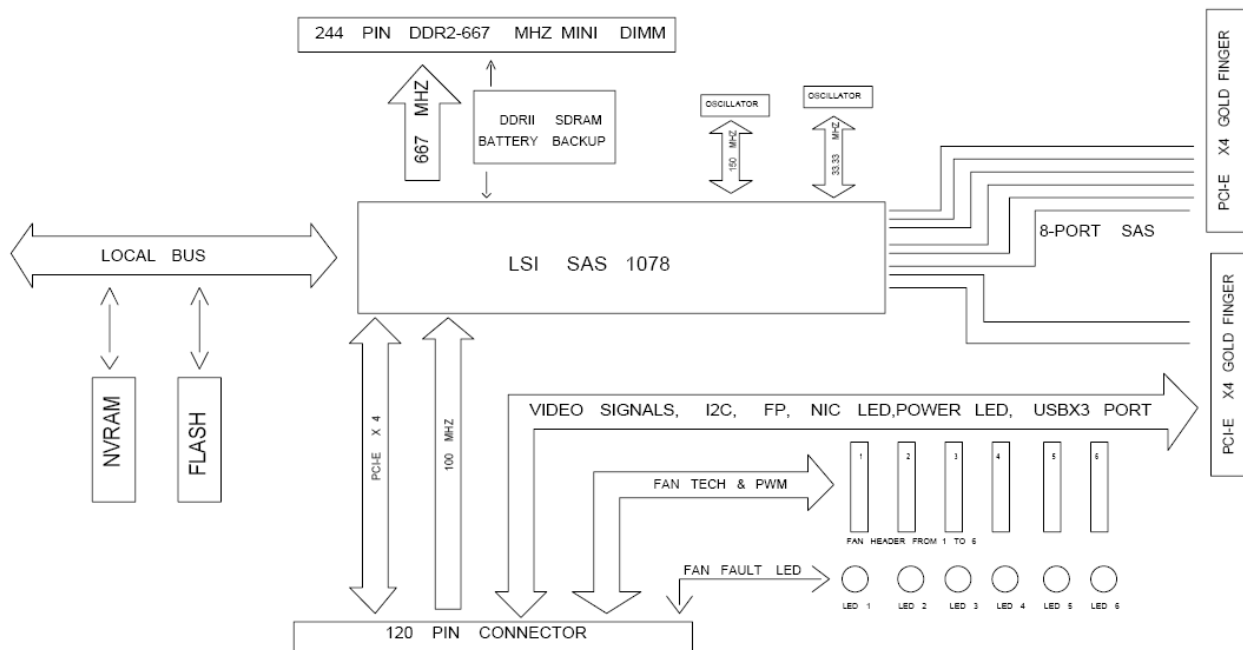 244 PIN DDR2-667 MHZ MINI DIMM
667 MHZ
DDRII SDRAM
BATTERY BACKUP
OSCILLATOR
OSCILLATOR
150 MHZ
33.33 MHZ
PCI-E X4 GOLD FINGER
LOCAL BUS
LSI SAS 1078
8-PORT SAS
PCI-E X4 GOLD FINGER
NVRAM
FLASH
PCI-E X 4
100 MHZ
VIDEO SIGNALS, I2C, FP, NIC LED,POWER LED, USBX3 PORT
FAN TECH & PWM
1 2 3 4 5 6
FAN HEADER FROM 1 TO 6
FAN FAULT LED
LED 1 LED 2 LED 3 LED 4 LED 5 LED 6
120 PIN CONNECTOR